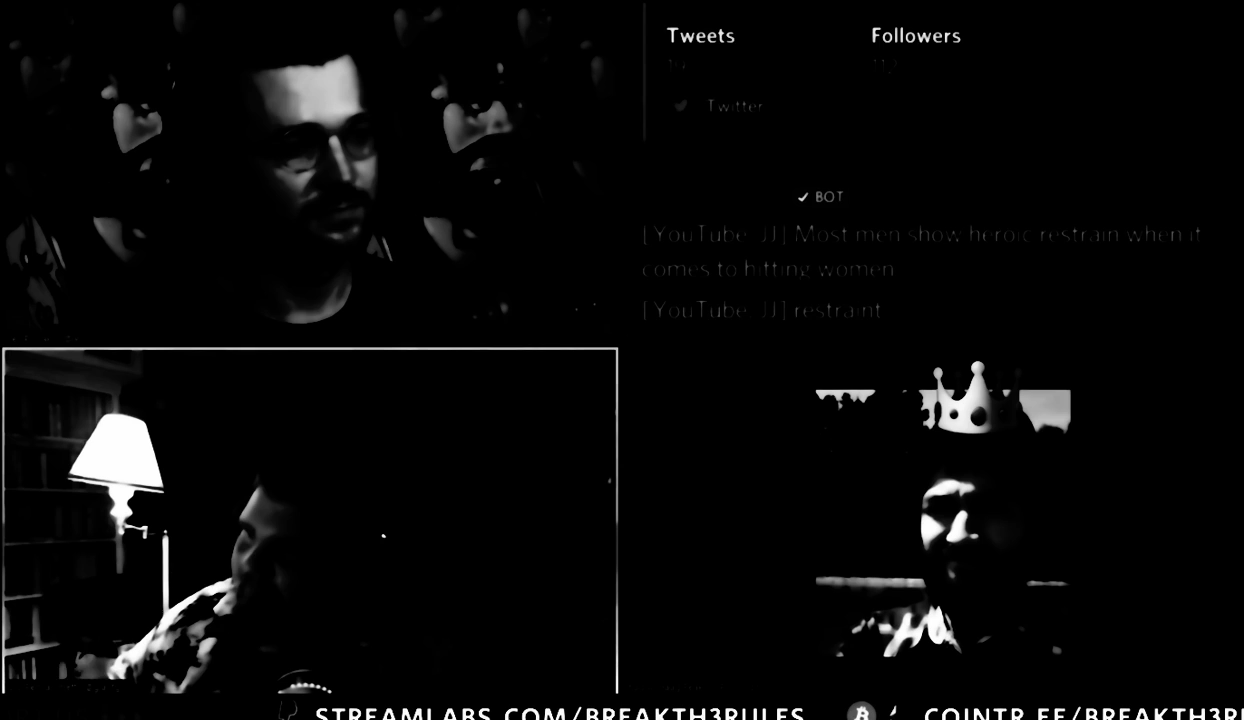 Tweets
Followers
Twitter
BOT
[YouTube: JJ] Most men show heroic restrain when it
comes to hitting women
[YouTube: JJ] restraint
STREAMLABS.COM/BREAKTH3RULES
COINTR.EE/BREAKTH3R